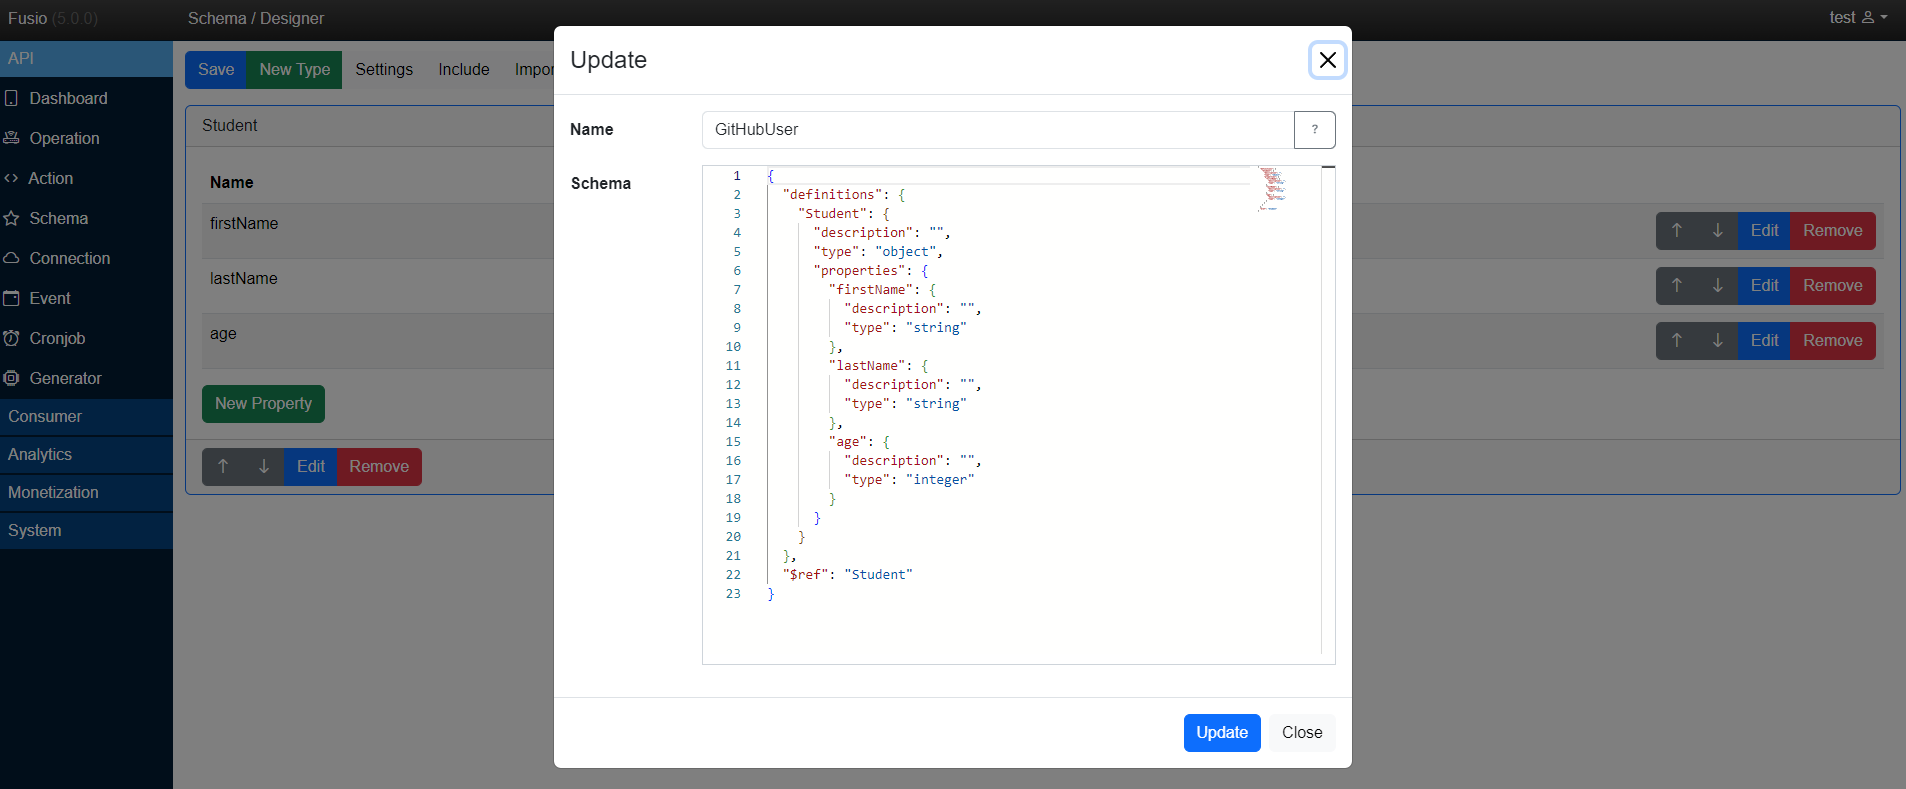 Fusio (5.0.0)
Schema / Designer
test
API
Dashboard
Operation
Action
Schema
Connection
Event
Cronjob
Generator
Consumer
Analytics
Monetization
System
Save New Type Settings Include
Student
Name
firstName
Edit Remove
lastName
Edit Remove
age
Edit Remove
New Property
Edit Remove
Update
Name GitHubUser ?
Schema
1 {
2 "definitions": {
3 "Student": {
4 "description": "",
5 "type": "object",
6 "properties": {
7 "firstName": {
8 "description": "",
9 "type": "string"
10 },
11 "lastName": {
12 "description": "",
13 "type": "string"
14 },
15 "age": {
16 "description": "",
17 "type": "integer"
18 }
19 }
20 }
21 },
22 "$ref": "Student"
23 }
Update Close